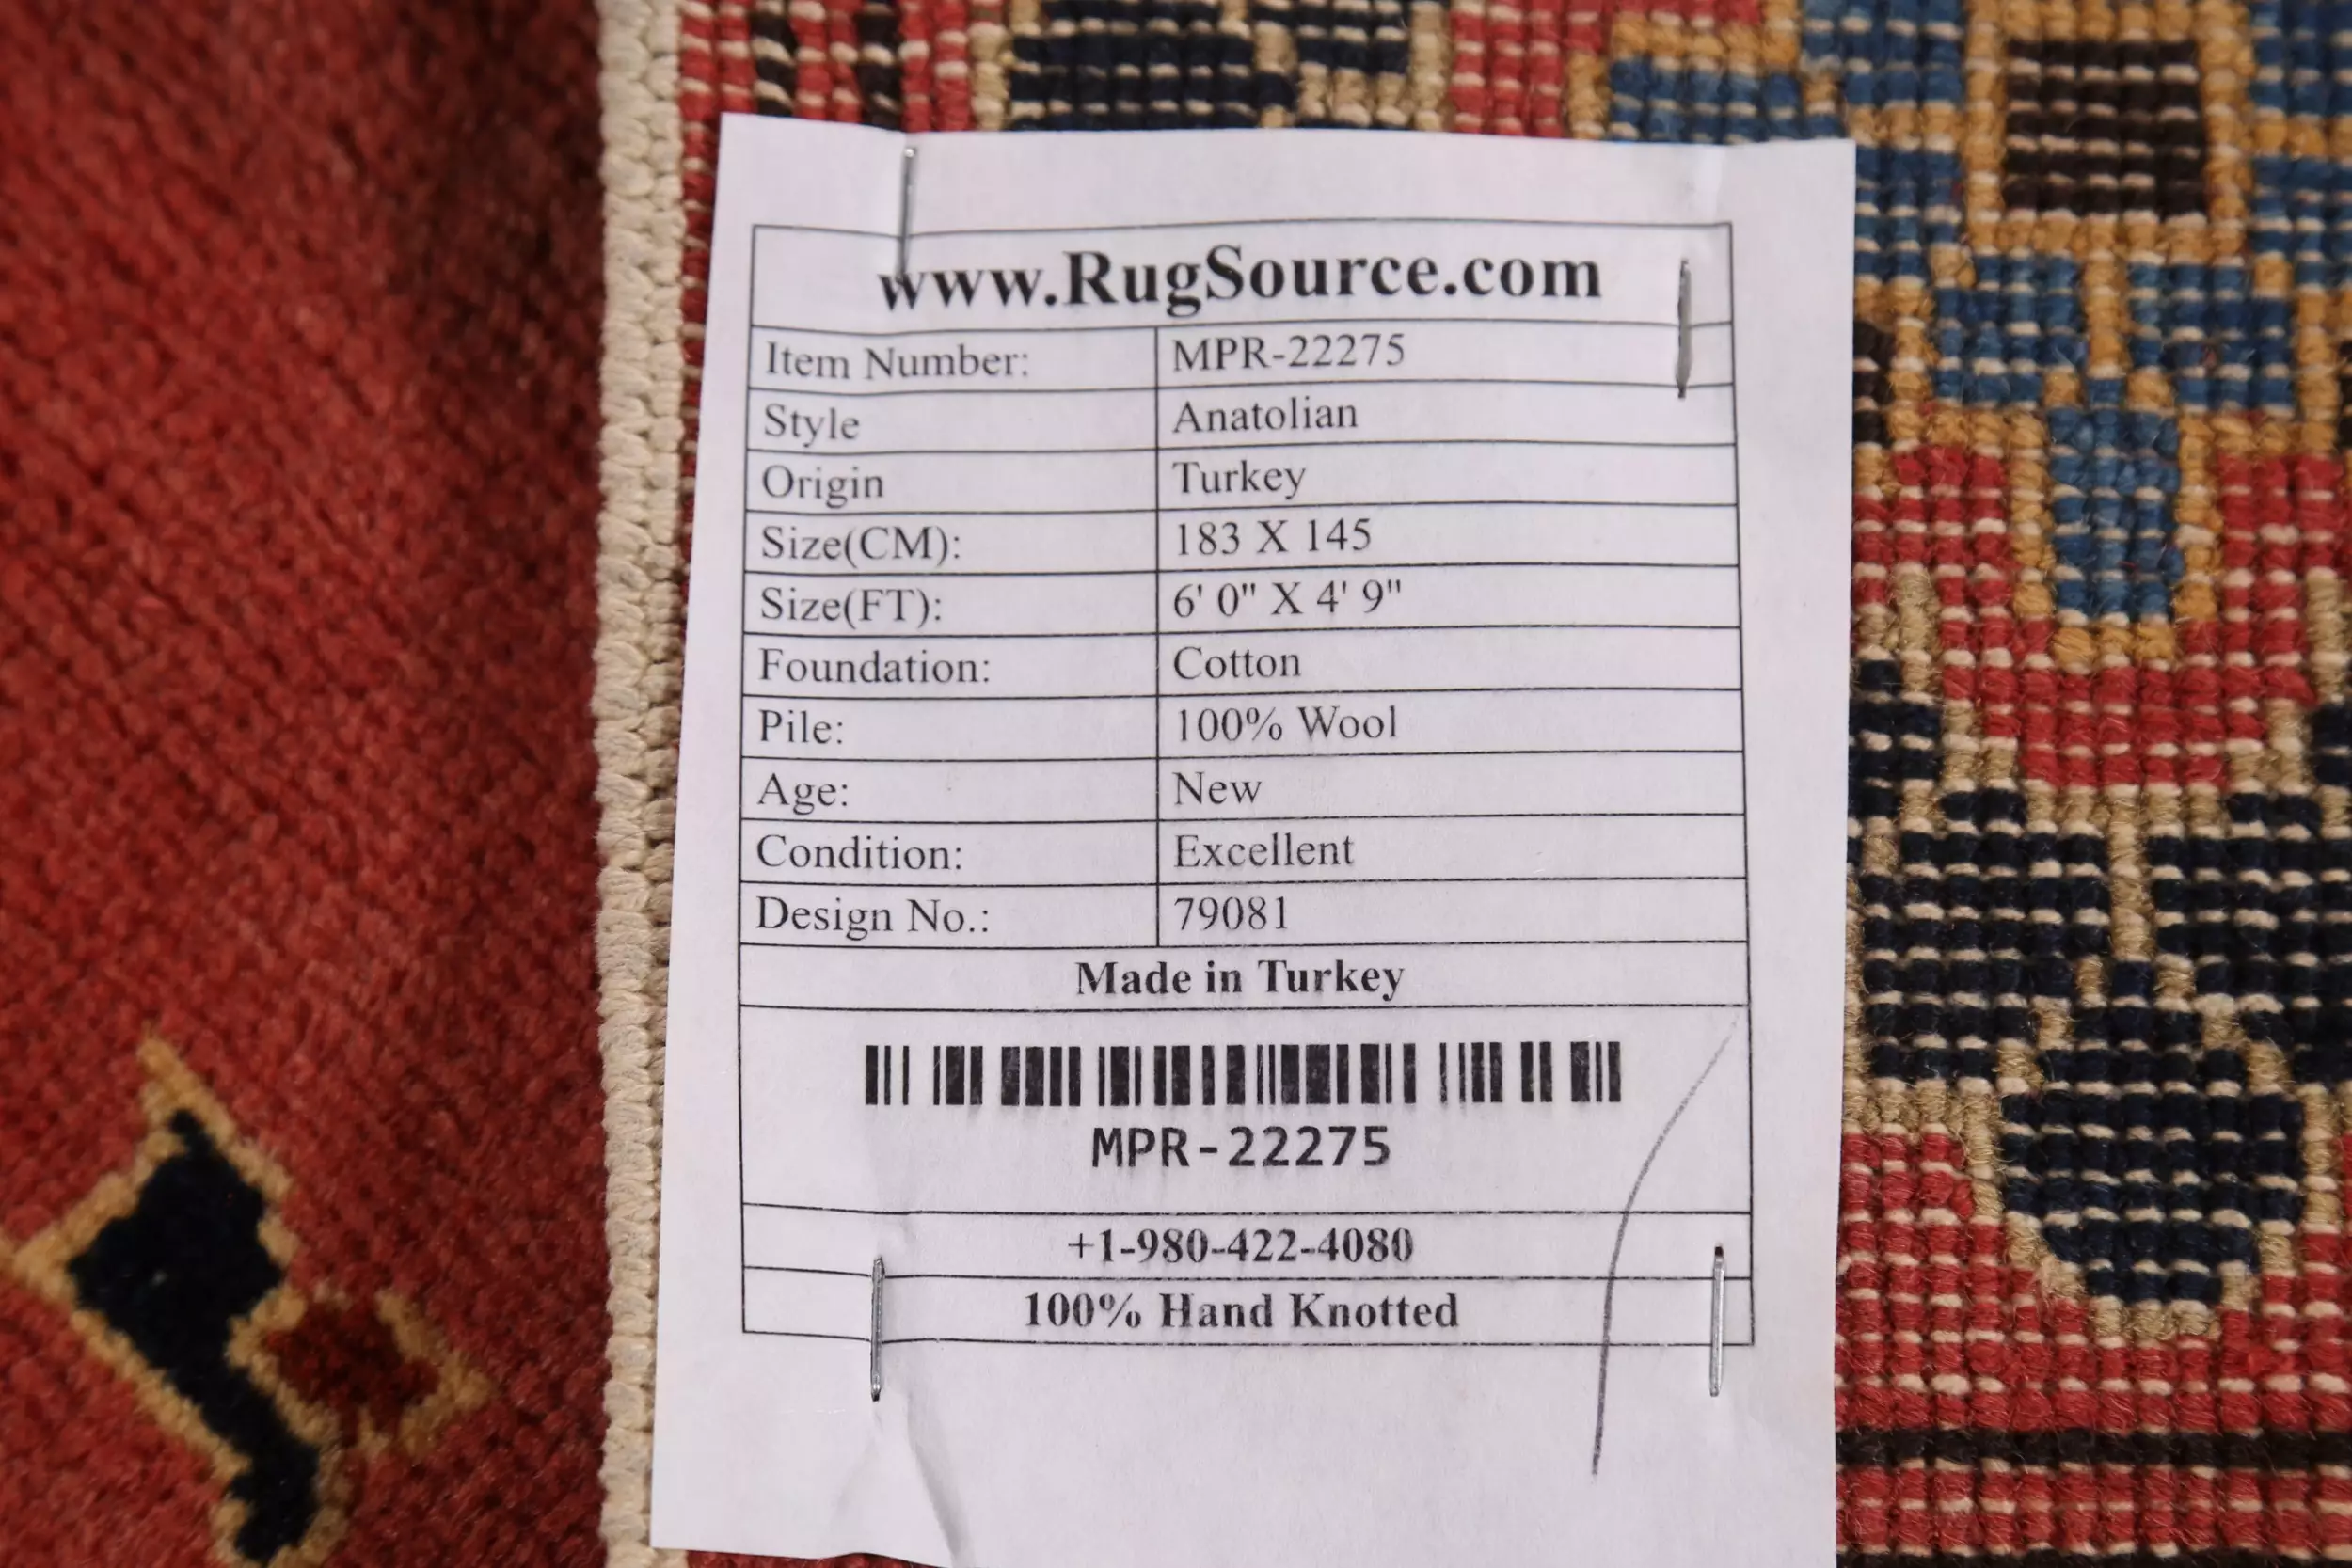 www.RugSource.com
Item Number: MPR-22275
Style Anatolian
Origin Turkey
Size(CM): 183 X 145
Size(FT): 6' 0" X 4' 9"
Foundation: Cotton
Pile: 100% Wool
Age: New
Condition: Excellent
Design No.: 79081
Made in Turkey
MPR-22275
+1-980-422-4080
100% Hand Knotted